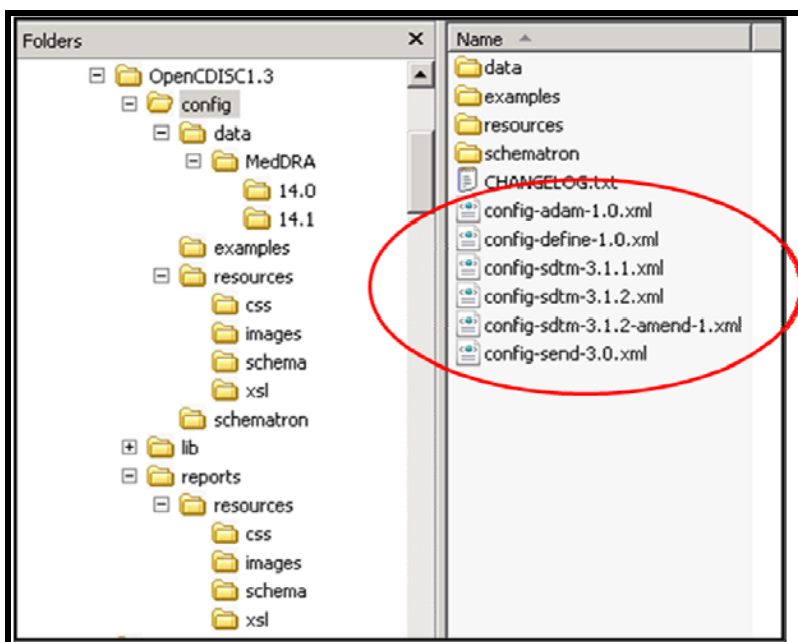 Folders
OpenCDISC1.3
config
data
MedDRA
14.0
14.1
examples
resources
css
images
schema
xsl
schematron
lib
reports
resources
css
images
schema
xsl
Name
data
examples
resources
schematron
CHANGELOG.txt
config-adam-1.0.xml
config-define-1.0.xml
config-sdtm-3.1.1.xml
config-sdtm-3.1.2.xml
config-sdtm-3.1.2-amend-1.xml
config-send-3.0.xml